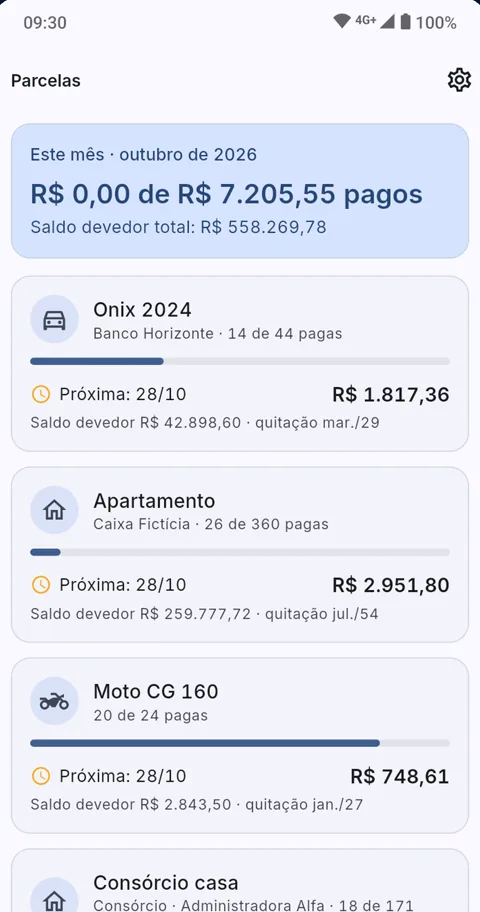 09:30
4G+
100%
Parcelas
Este mês · outubro de 2026
R$ 0,00 de R$ 7.205,55 pagos
Saldo devedor total: R$ 558.269,78
Onix 2024
Banco Horizonte · 14 de 44 pagas
Próxima: 28/10
R$ 1.817,36
Saldo devedor R$ 42.898,60 · quitação mar./29
Apartamento
Caixa Fictícia · 26 de 360 pagas
Próxima: 28/10
R$ 2.951,80
Saldo devedor R$ 259.777,72 · quitação jul./54
Moto CG 160
20 de 24 pagas
Próxima: 28/10
R$ 748,61
Saldo devedor R$ 2.843,50 · quitação jan./27
Consórcio casa
Consórcio · Administradora Alfa · 18 de 171